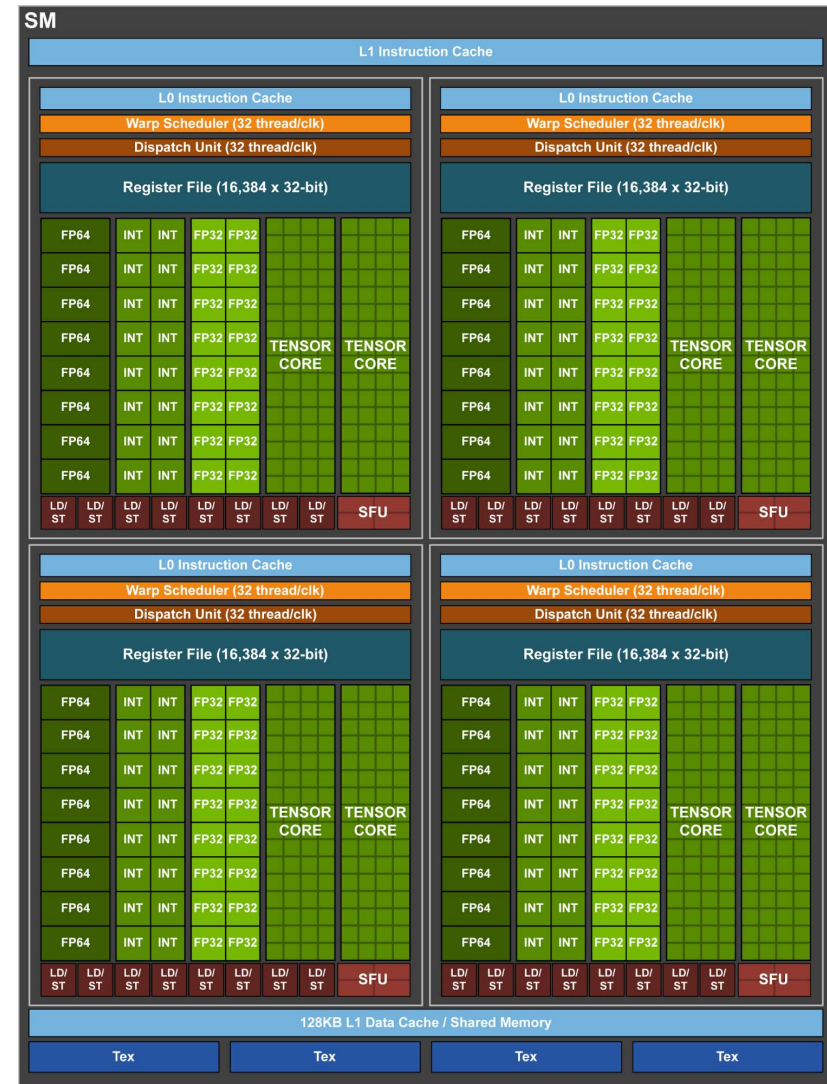 SM
L1 Instruction Cache
L0 Instruction Cache
Warp Scheduler (32 thread/clk)
Dispatch Unit (32 thread/clk)
Register File (16,384 x 32-bit)
FP64 INT INT FP32 FP32
FP64 INT INT FP32 FP32
FP64 INT INT FP32 FP32
FP64 INT INT FP32 FP32
TENSOR CORE TENSOR CORE
FP64 INT INT FP32 FP32
FP64 INT INT FP32 FP32
FP64 INT INT FP32 FP32
FP64 INT INT FP32 FP32
LD/ST LD/ST LD/ST LD/ST LD/ST LD/ST LD/ST LD/ST SFU
L0 Instruction Cache
Warp Scheduler (32 thread/clk)
Dispatch Unit (32 thread/clk)
Register File (16,384 x 32-bit)
FP64 INT INT FP32 FP32
FP64 INT INT FP32 FP32
FP64 INT INT FP32 FP32
FP64 INT INT FP32 FP32
TENSOR CORE TENSOR CORE
FP64 INT INT FP32 FP32
FP64 INT INT FP32 FP32
FP64 INT INT FP32 FP32
FP64 INT INT FP32 FP32
LD/ST LD/ST LD/ST LD/ST LD/ST LD/ST LD/ST LD/ST SFU
L0 Instruction Cache
Warp Scheduler (32 thread/clk)
Dispatch Unit (32 thread/clk)
Register File (16,384 x 32-bit)
FP64 INT INT FP32 FP32
FP64 INT INT FP32 FP32
FP64 INT INT FP32 FP32
FP64 INT INT FP32 FP32
TENSOR CORE TENSOR CORE
FP64 INT INT FP32 FP32
FP64 INT INT FP32 FP32
FP64 INT INT FP32 FP32
FP64 INT INT FP32 FP32
LD/ST LD/ST LD/ST LD/ST LD/ST LD/ST LD/ST LD/ST SFU
L0 Instruction Cache
Warp Scheduler (32 thread/clk)
Dispatch Unit (32 thread/clk)
Register File (16,384 x 32-bit)
FP64 INT INT FP32 FP32
FP64 INT INT FP32 FP32
FP64 INT INT FP32 FP32
FP64 INT INT FP32 FP32
TENSOR CORE TENSOR CORE
FP64 INT INT FP32 FP32
FP64 INT INT FP32 FP32
FP64 INT INT FP32 FP32
FP64 INT INT FP32 FP32
LD/ST LD/ST LD/ST LD/ST LD/ST LD/ST LD/ST LD/ST SFU
128KB L1 Data Cache / Shared Memory
Tex Tex Tex Tex